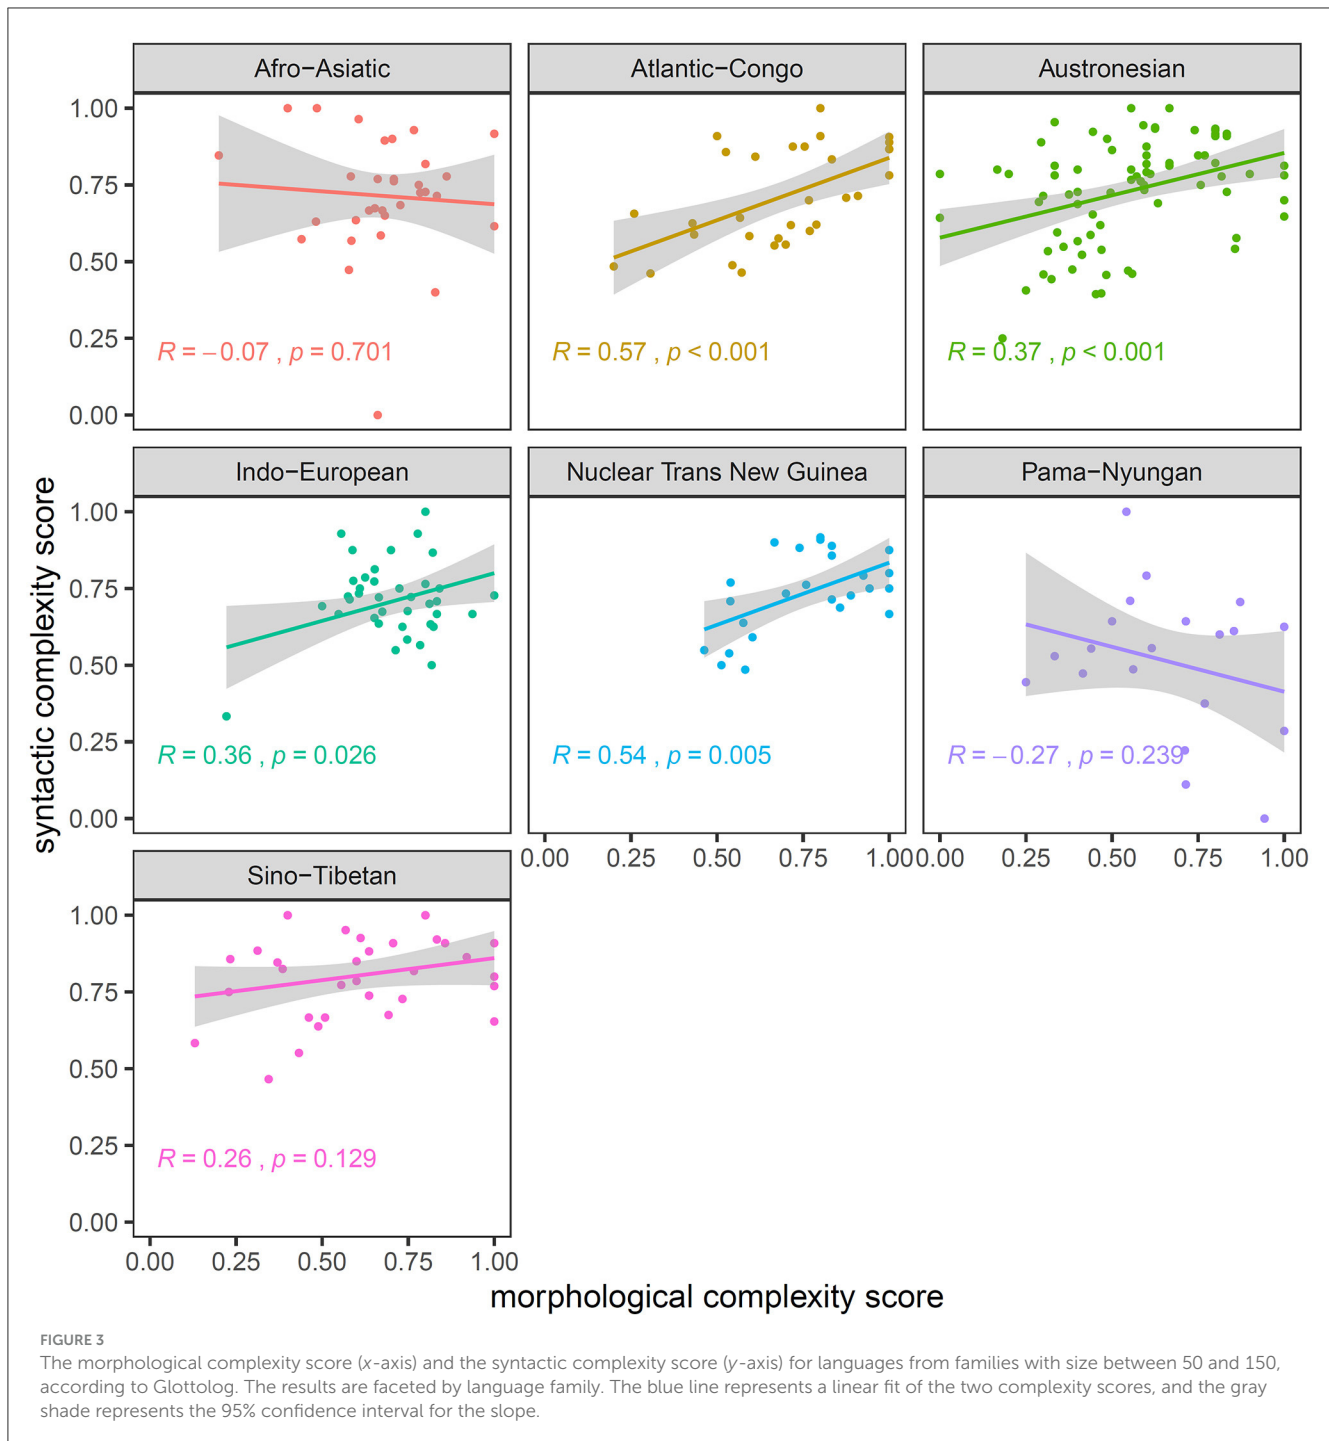 Afro−Asiatic
Atlantic−Congo
Austronesian
1.00
0.75
0.50
0.25
0.00
R = −0.07 , p = 0.701
R = 0.57 , p < 0.001
R = 0.37 , p < 0.001
syntactic complexity score
Indo−European
Nuclear Trans New Guinea
Pama−Nyungan
1.00
0.75
0.50
0.25
0.00
R = 0.36 , p = 0.026
R = 0.54 , p = 0.005
R = −0.27 , p = 0.239
0.00 0.25 0.50 0.75 1.00
0.00 0.25 0.50 0.75 1.00
Sino−Tibetan
1.00
0.75
0.50
0.25
0.00
R = 0.26 , p = 0.129
0.00 0.25 0.50 0.75 1.00
morphological complexity score
FIGURE 3
The morphological complexity score (x-axis) and the syntactic complexity score (y-axis) for languages from families with size between 50 and 150,
according to Glottolog. The results are faceted by language family. The blue line represents a linear fit of the two complexity scores, and the gray
shade represents the 95% confidence interval for the slope.